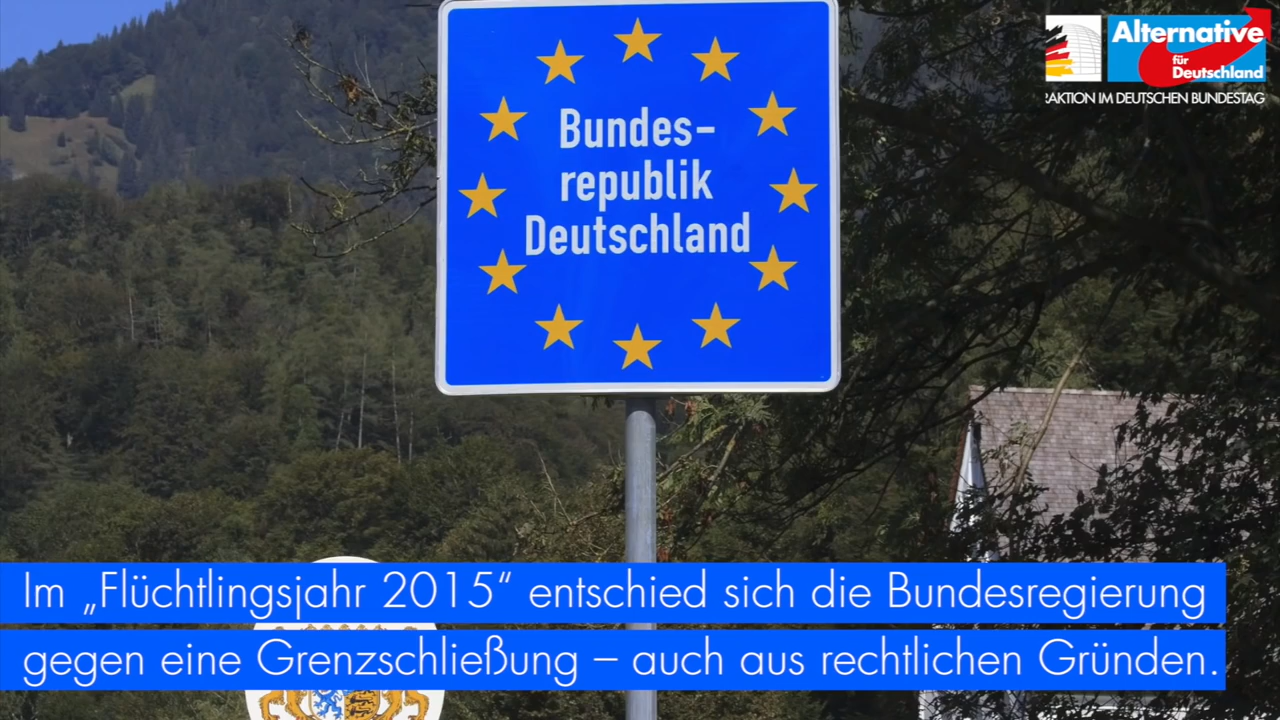 Alternative
für
Deutschland
RAKTION IM DEUTSCHEN BUNDESTAG
Bundes-
republik
Deutschland
Im „Flüchtlingsjahr 2015“ entschied sich die Bundesregierung
gegen eine Grenzschließung – auch aus rechtlichen Gründen.